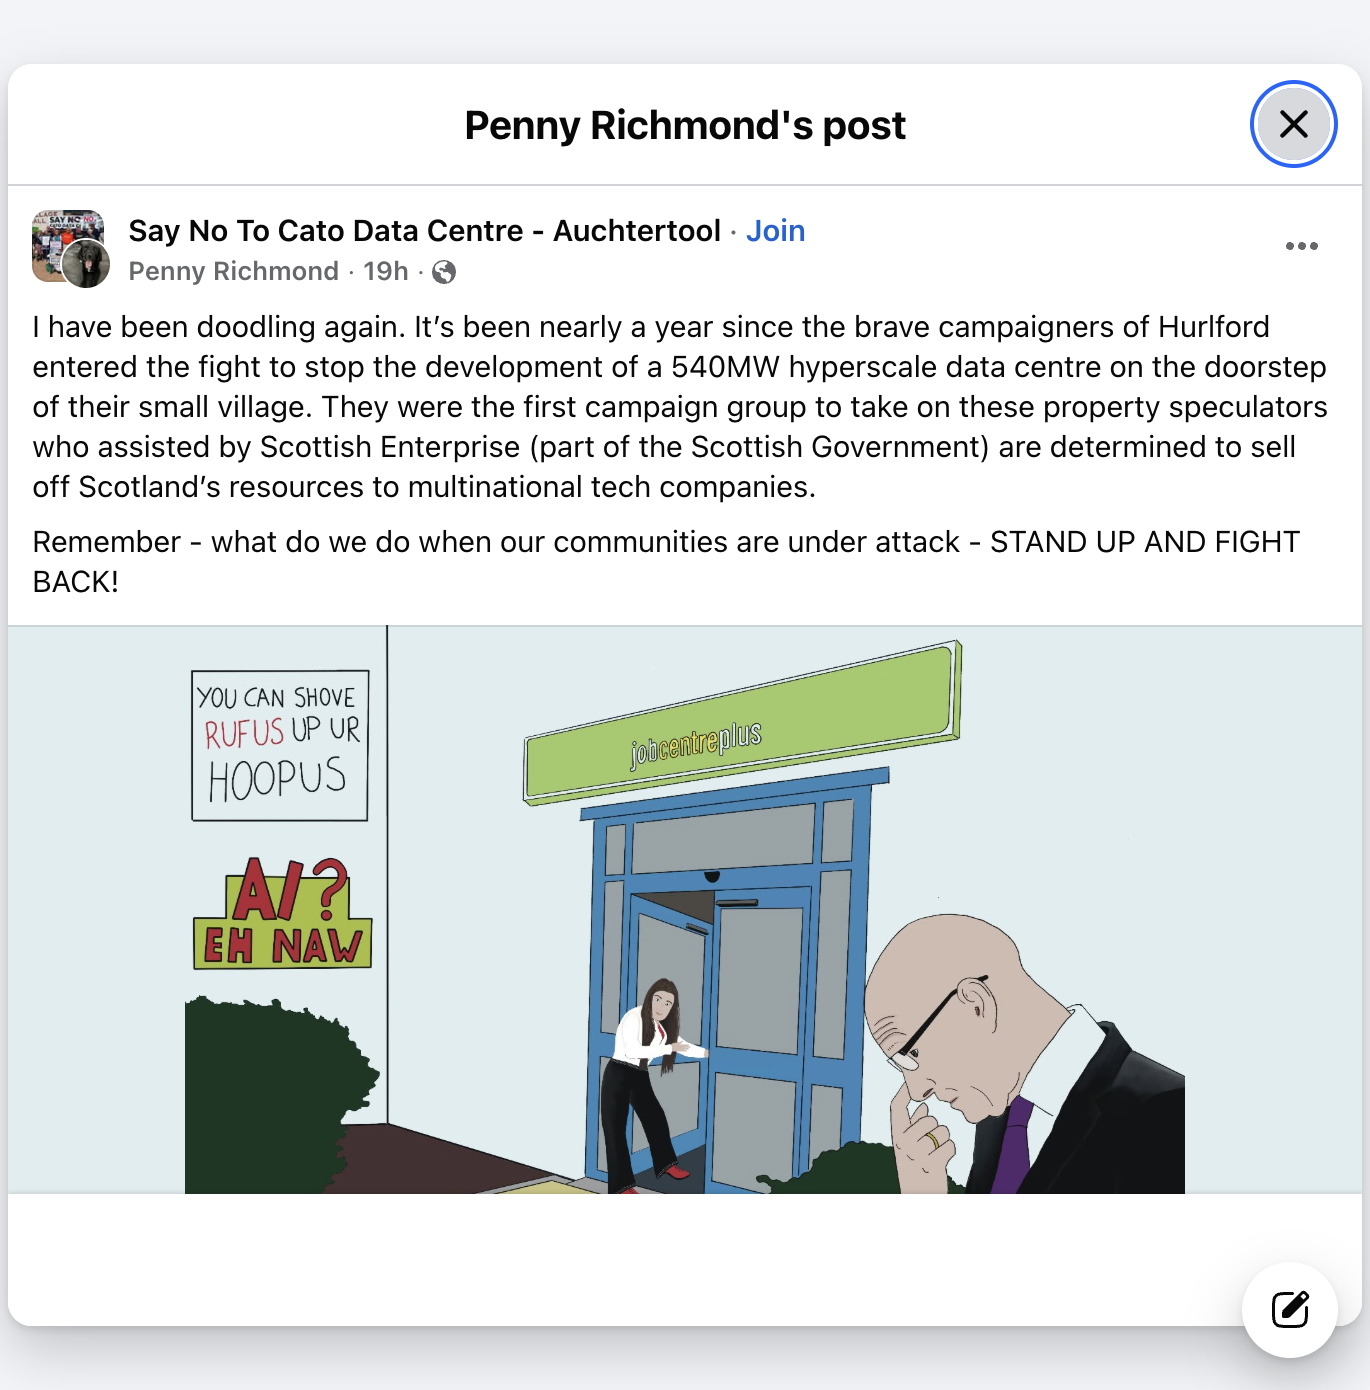 Penny Richmond's post
Say No To Cato Data Centre - Auchtertool · Join
Penny Richmond · 19h ·
I have been doodling again. It’s been nearly a year since the brave campaigners of Hurlford
entered the fight to stop the development of a 540MW hyperscale data centre on the doorstep
of their small village. They were the first campaign group to take on these property speculators
who assisted by Scottish Enterprise (part of the Scottish Government) are determined to sell
off Scotland’s resources to multinational tech companies.
Remember - what do we do when our communities are under attack - STAND UP AND FIGHT
BACK!
YOU CAN SHOVE
RUFUS UP UR
HOOPUS
AI?
EH NAW
jobcentreplus